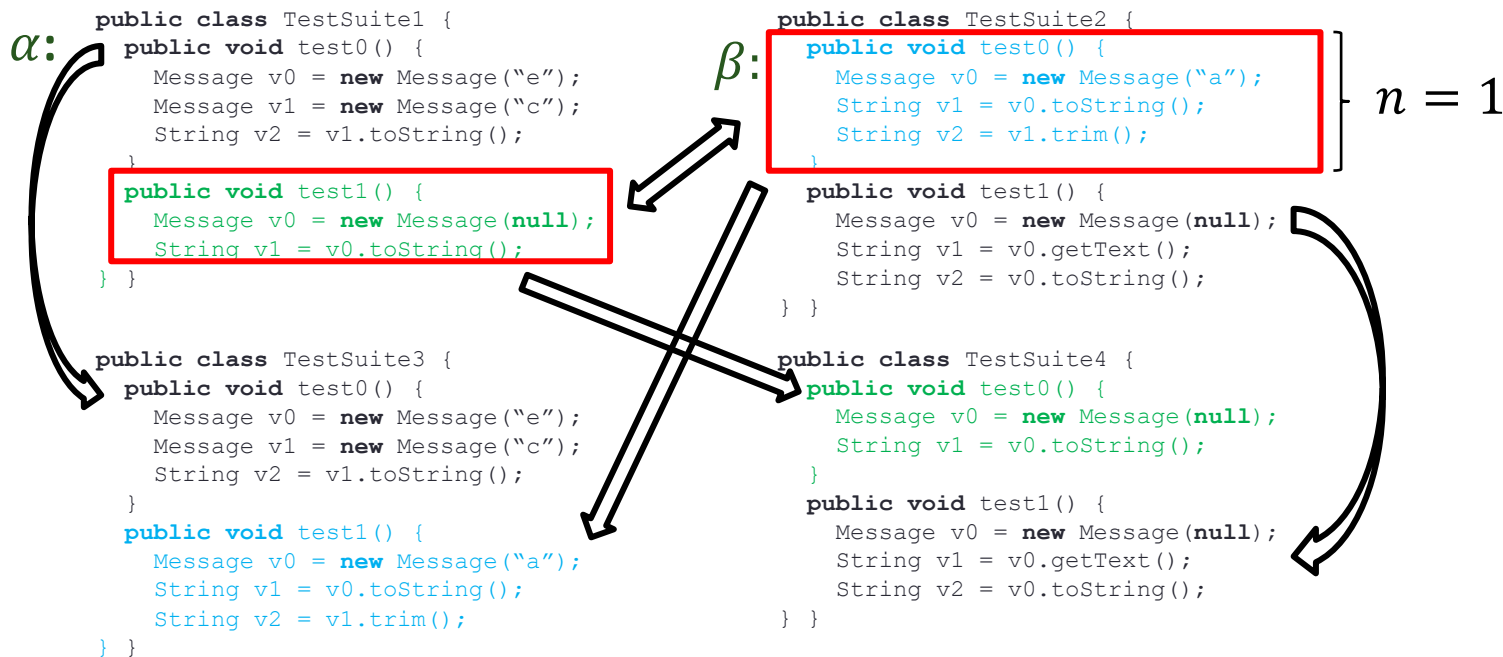 α:
public class TestSuite1 {
public void test0() {
Message v0 = new Message(“e”);
Message v1 = new Message(“c”);
String v2 = v1.toString();
}
public void test1() {
Message v0 = new Message(null);
String v1 = v0.toString();
} }
β:
public class TestSuite2 {
public void test0() {
Message v0 = new Message(“a”);
String v1 = v0.toString();
String v2 = v1.trim();
}
n = 1
public void test1() {
Message v0 = new Message(null);
String v1 = v0.getText();
String v2 = v0.toString();
} }
public class TestSuite3 {
public void test0() {
Message v0 = new Message(“e”);
Message v1 = new Message(“c”);
String v2 = v1.toString();
}
public void test1() {
Message v0 = new Message(“a”);
String v1 = v0.toString();
String v2 = v1.trim();
} }
public class TestSuite4 {
public void test0() {
Message v0 = new Message(null);
String v1 = v0.toString();
}
public void test1() {
Message v0 = new Message(null);
String v1 = v0.getText();
String v2 = v0.toString();
} }